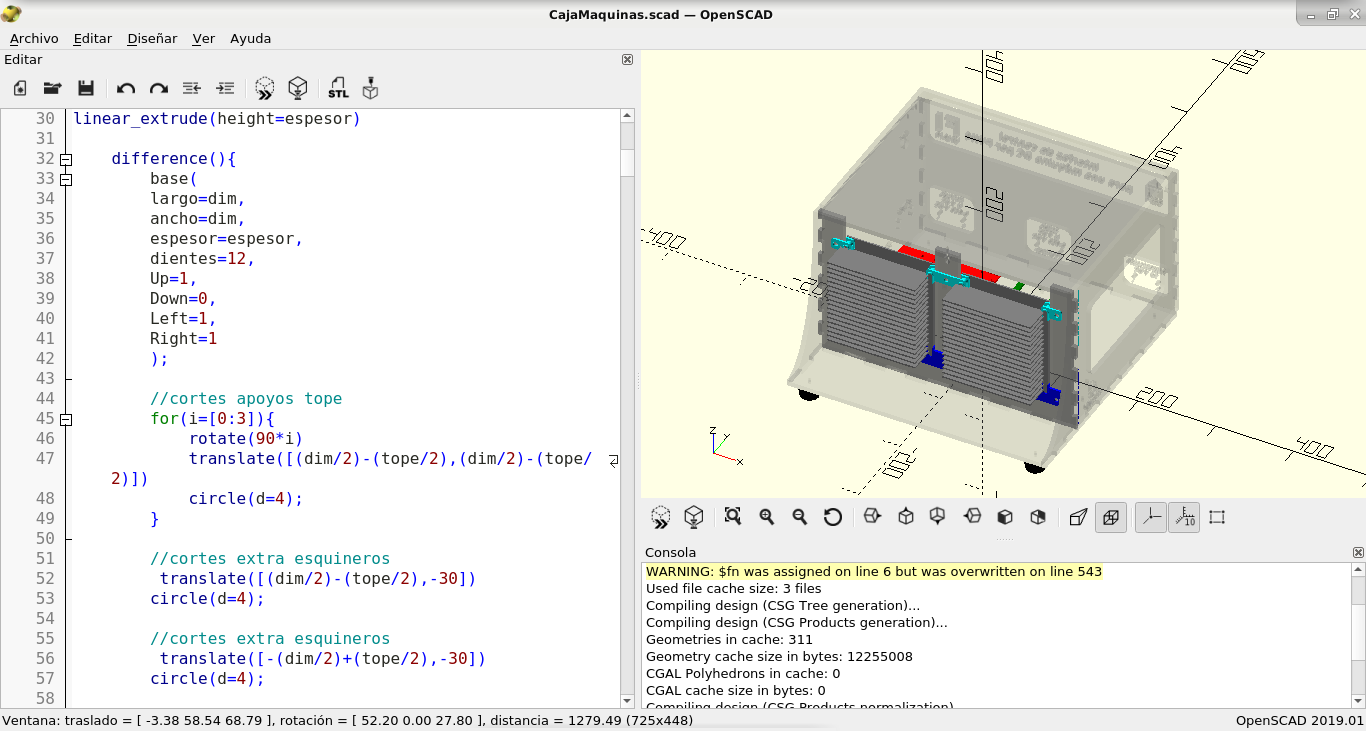 CajaMaquinas.scad — OpenSCAD
Archivo Editar Diseñar Ver Ayuda
Editar
STL
30 linear_extrude(height=espesor)
31
32 difference(){
33 base(
34 largo=dim,
35 ancho=dim,
36 espesor=espesor,
37 dientes=12,
38 Up=1,
39 Down=0,
40 Left=1,
41 Right=1
42 );
43
44 //cortes apoyos tope
45 for(i=[0:3]){
46 rotate(90*i)
47 translate([(dim/2)-(tope/2),(dim/2)-(tope/
2)])
48 circle(d=4);
49 }
50
51 //cortes extra esquineros
52 translate([(dim/2)-(tope/2),-30])
53 circle(d=4);
54
55 //cortes extra esquineros
56 translate([-(dim/2)+(tope/2),-30])
57 circle(d=4);
58
400
200
200
400
z
y
x
10
Consola
WARNING: $fn was assigned on line 6 but was overwritten on line 543
Used file cache size: 3 files
Compiling design (CSG Tree generation)...
Compiling design (CSG Products generation)...
Geometries in cache: 311
Geometry cache size in bytes: 12255008
CGAL Polyhedrons in cache: 0
CGAL cache size in bytes: 0
Compiling design (CSG Products normalization)
Ventana: traslado = [ -3.38 58.54 68.79 ], rotación = [ 52.20 0.00 27.80 ], distancia = 1279.49 (725x448)
OpenSCAD 2019.01